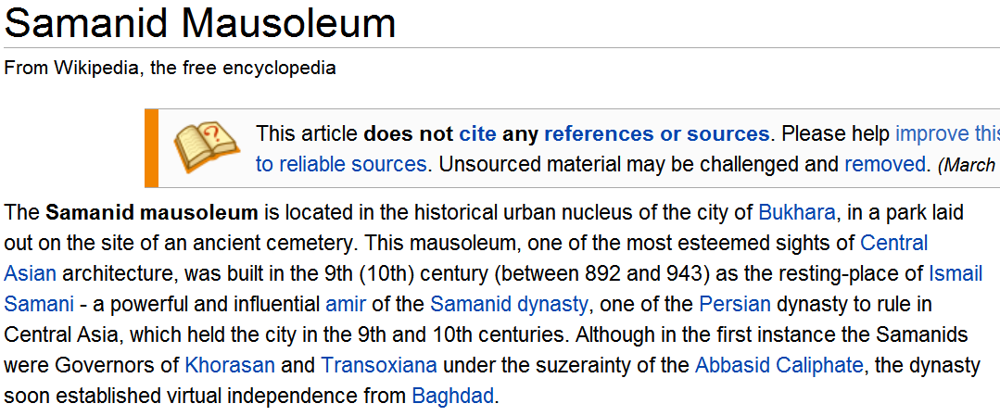 Samanid Mausoleum
From Wikipedia, the free encyclopedia
This article does not cite any references or sources. Please help improve this
to reliable sources. Unsourced material may be challenged and removed. (March
The Samanid mausoleum is located in the historical urban nucleus of the city of Bukhara, in a park laid
out on the site of an ancient cemetery. This mausoleum, one of the most esteemed sights of Central
Asian architecture, was built in the 9th (10th) century (between 892 and 943) as the resting-place of Ismail
Samani - a powerful and influential amir of the Samanid dynasty, one of the Persian dynasty to rule in
Central Asia, which held the city in the 9th and 10th centuries. Although in the first instance the Samanids
were Governors of Khorasan and Transoxiana under the suzerainty of the Abbasid Caliphate, the dynasty
soon established virtual independence from Baghdad.